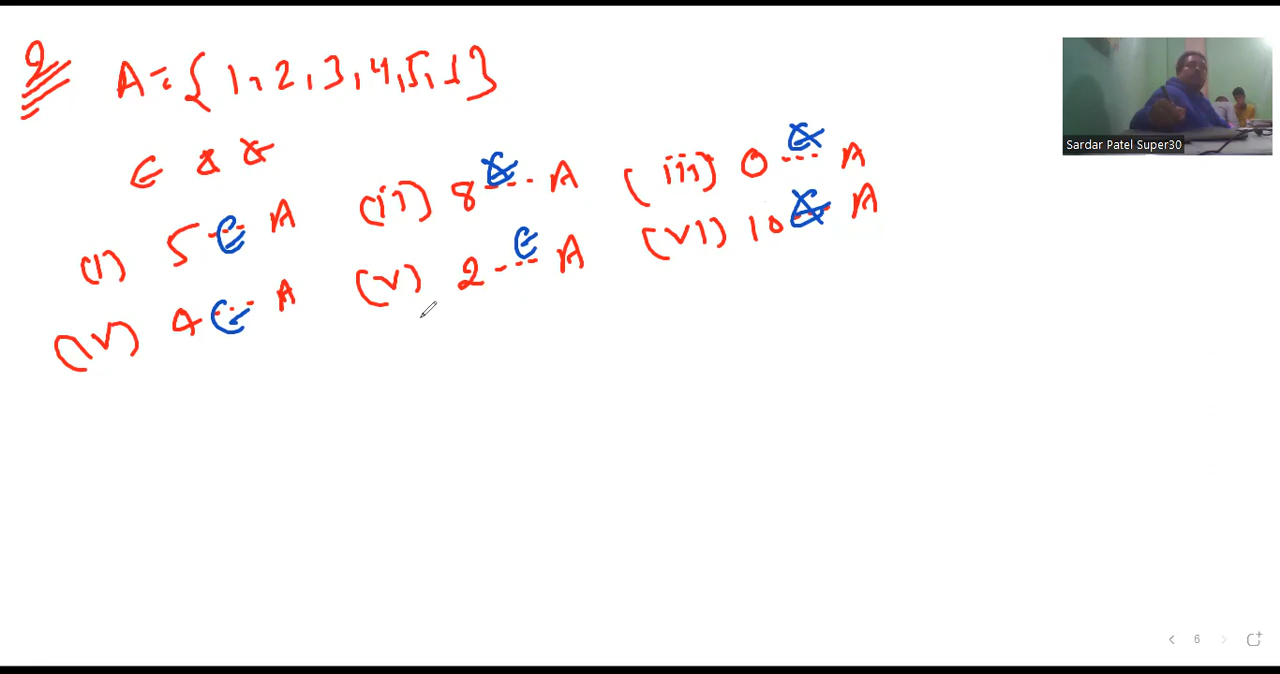 Q A = { 1, 2, 3, 4, 5, 1 }
∈ & ∉
(i) 5 ∈ A (ii) 8 ∉ A (iii) 0 ∉ A
(iv) 4 ∈ A (v) 2 ∈ A (vi) 10 ∉ A
Sardar Patel Super30
6